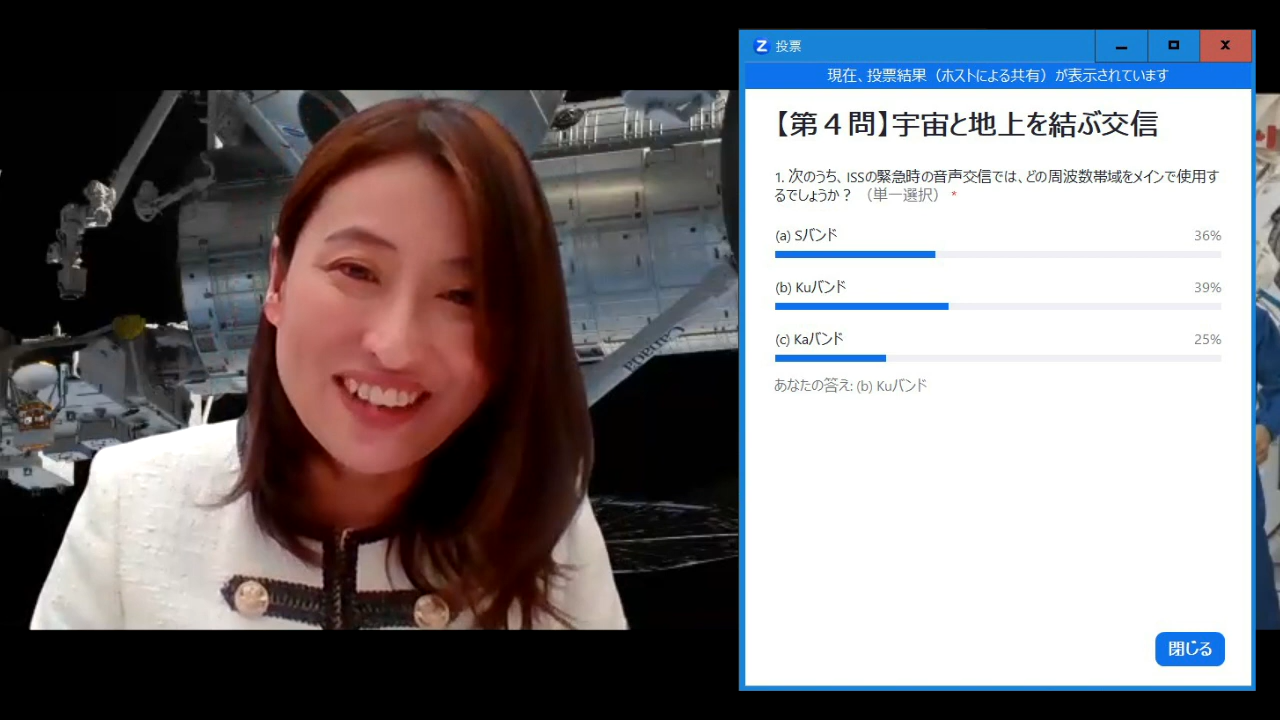 投票
現在、投票結果（ホストによる共有）が表示されています
【第４問】宇宙と地上を結ぶ交信
1. 次のうち、ISSの緊急時の音声交信では、どの周波数帯域をメインで使用す
るでしょうか？ （単一選択） *
(a) Sバンド 36%
(b) Kuバンド 39%
(c) Kaバンド 25%
あなたの答え: (b) Kuバンド
閉じる
Canada